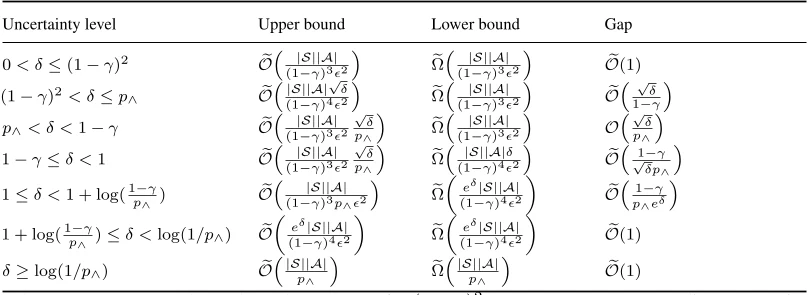 Uncertainty level Upper bound Lower bound Gap
0 < δ ≤ (1 − γ)² Õ(|S||A| / (1−γ)³ε²) Ω̃(|S||A| / (1−γ)³ε²) Õ(1)
(1 − γ)² < δ ≤ p∧ Õ(|S||A|√δ / (1−γ)⁴ε²) Ω̃(|S||A| / (1−γ)³ε²) Õ(√δ / 1−γ)
p∧ < δ < 1 − γ Õ(|S||A| / (1−γ)³ε² √δ / p∧) Ω̃(|S||A| / (1−γ)³ε²) O(√δ / p∧)
1 − γ ≤ δ < 1 Õ(|S||A| / (1−γ)³ε² √δ / p∧) Ω̃(|S||A|δ / (1−γ)⁴ε²) Õ(1−γ / √δp∧)
1 ≤ δ < 1 + log(1−γ / p∧) Õ(|S||A| / (1−γ)³p∧ε²) Ω̃(e^δ|S||A| / (1−γ)⁴ε²) Õ(1−γ / p∧e^δ)
1 + log(1−γ / p∧) ≤ δ < log(1/p∧) Õ(e^δ|S||A| / (1−γ)⁴ε²) Ω̃(e^δ|S||A| / (1−γ)⁴ε²) Õ(1)
δ ≥ log(1/p∧) Õ(|S||A| / p∧) Ω̃(|S||A| / p∧) Õ(1)